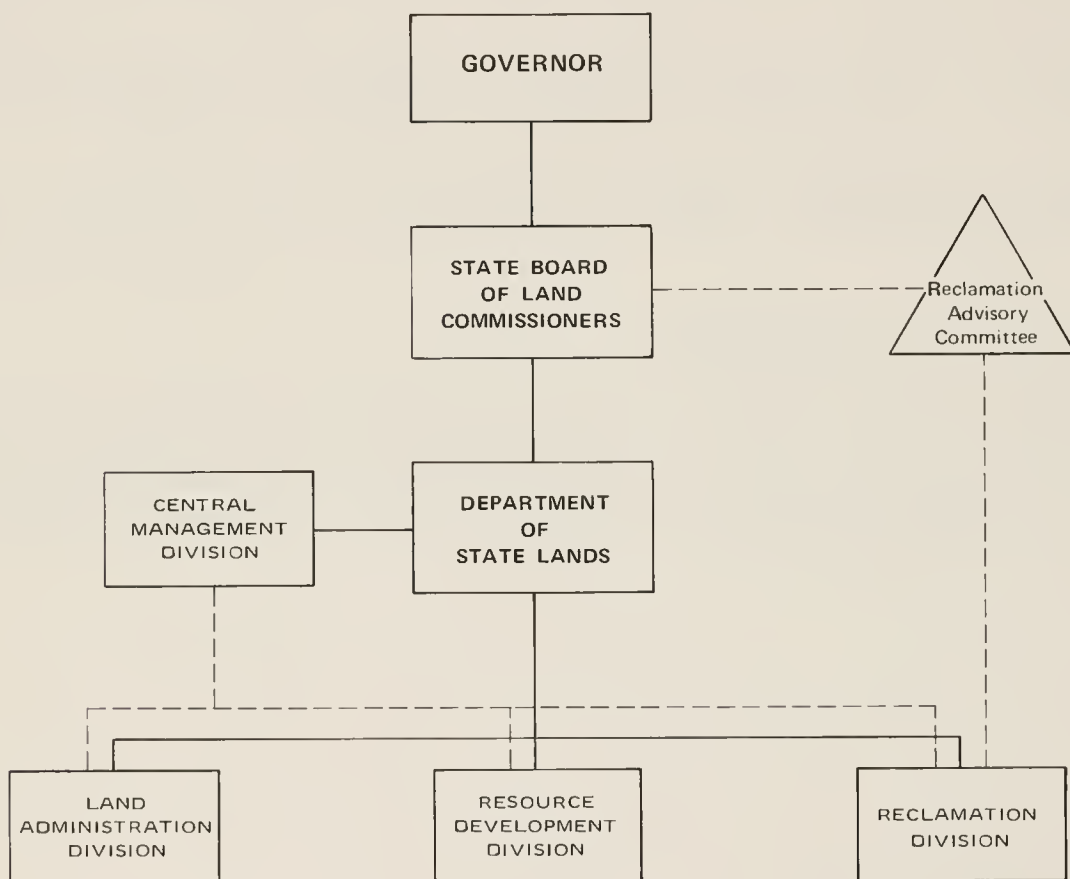 GOVERNOR
STATE BOARD
OF LAND
COMMISSIONERS
Reclamation
Advisory
Committee
CENTRAL
MANAGEMENT
DIVISION
DEPARTMENT
OF
STATE LANDS
LAND
ADMINISTRATION
DIVISION
RESOURCE
DEVELOPMENT
DIVISION
RECLAMATION
DIVISION